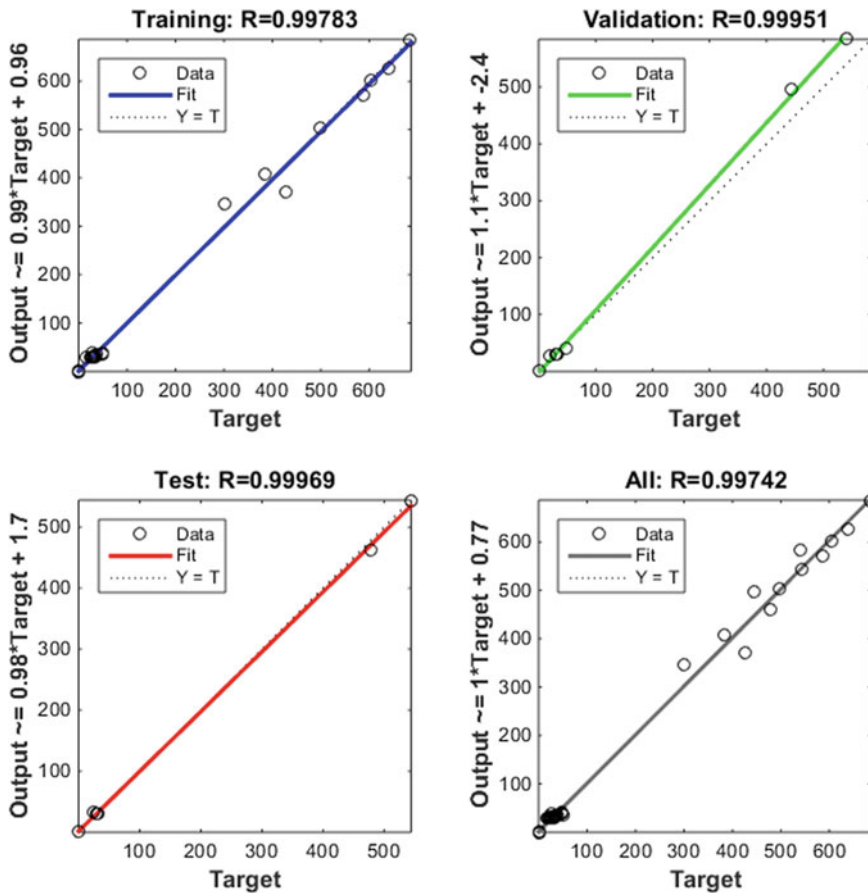 Training: R=0.99783
Output ~= 0.99*Target + 0.96
600
500
400
300
200
100
Data
Fit
Y = T
100 200 300 400 500 600
Target
Validation: R=0.99951
Output ~= 1.1*Target + -2.4
500
400
300
200
100
Data
Fit
Y = T
100 200 300 400 500
Target
Test: R=0.99969
Output ~= 0.98*Target + 1.7
500
400
300
200
100
Data
Fit
Y = T
0 100 200 300 400 500
Target
All: R=0.99742
Output ~= 1*Target + 0.77
600
500
400
300
200
100
Data
Fit
Y = T
100 200 300 400 500 600
Target